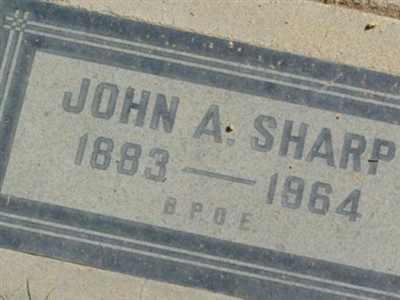 JOHN A. SHARP
1883 — 1964
B.P.O.E.